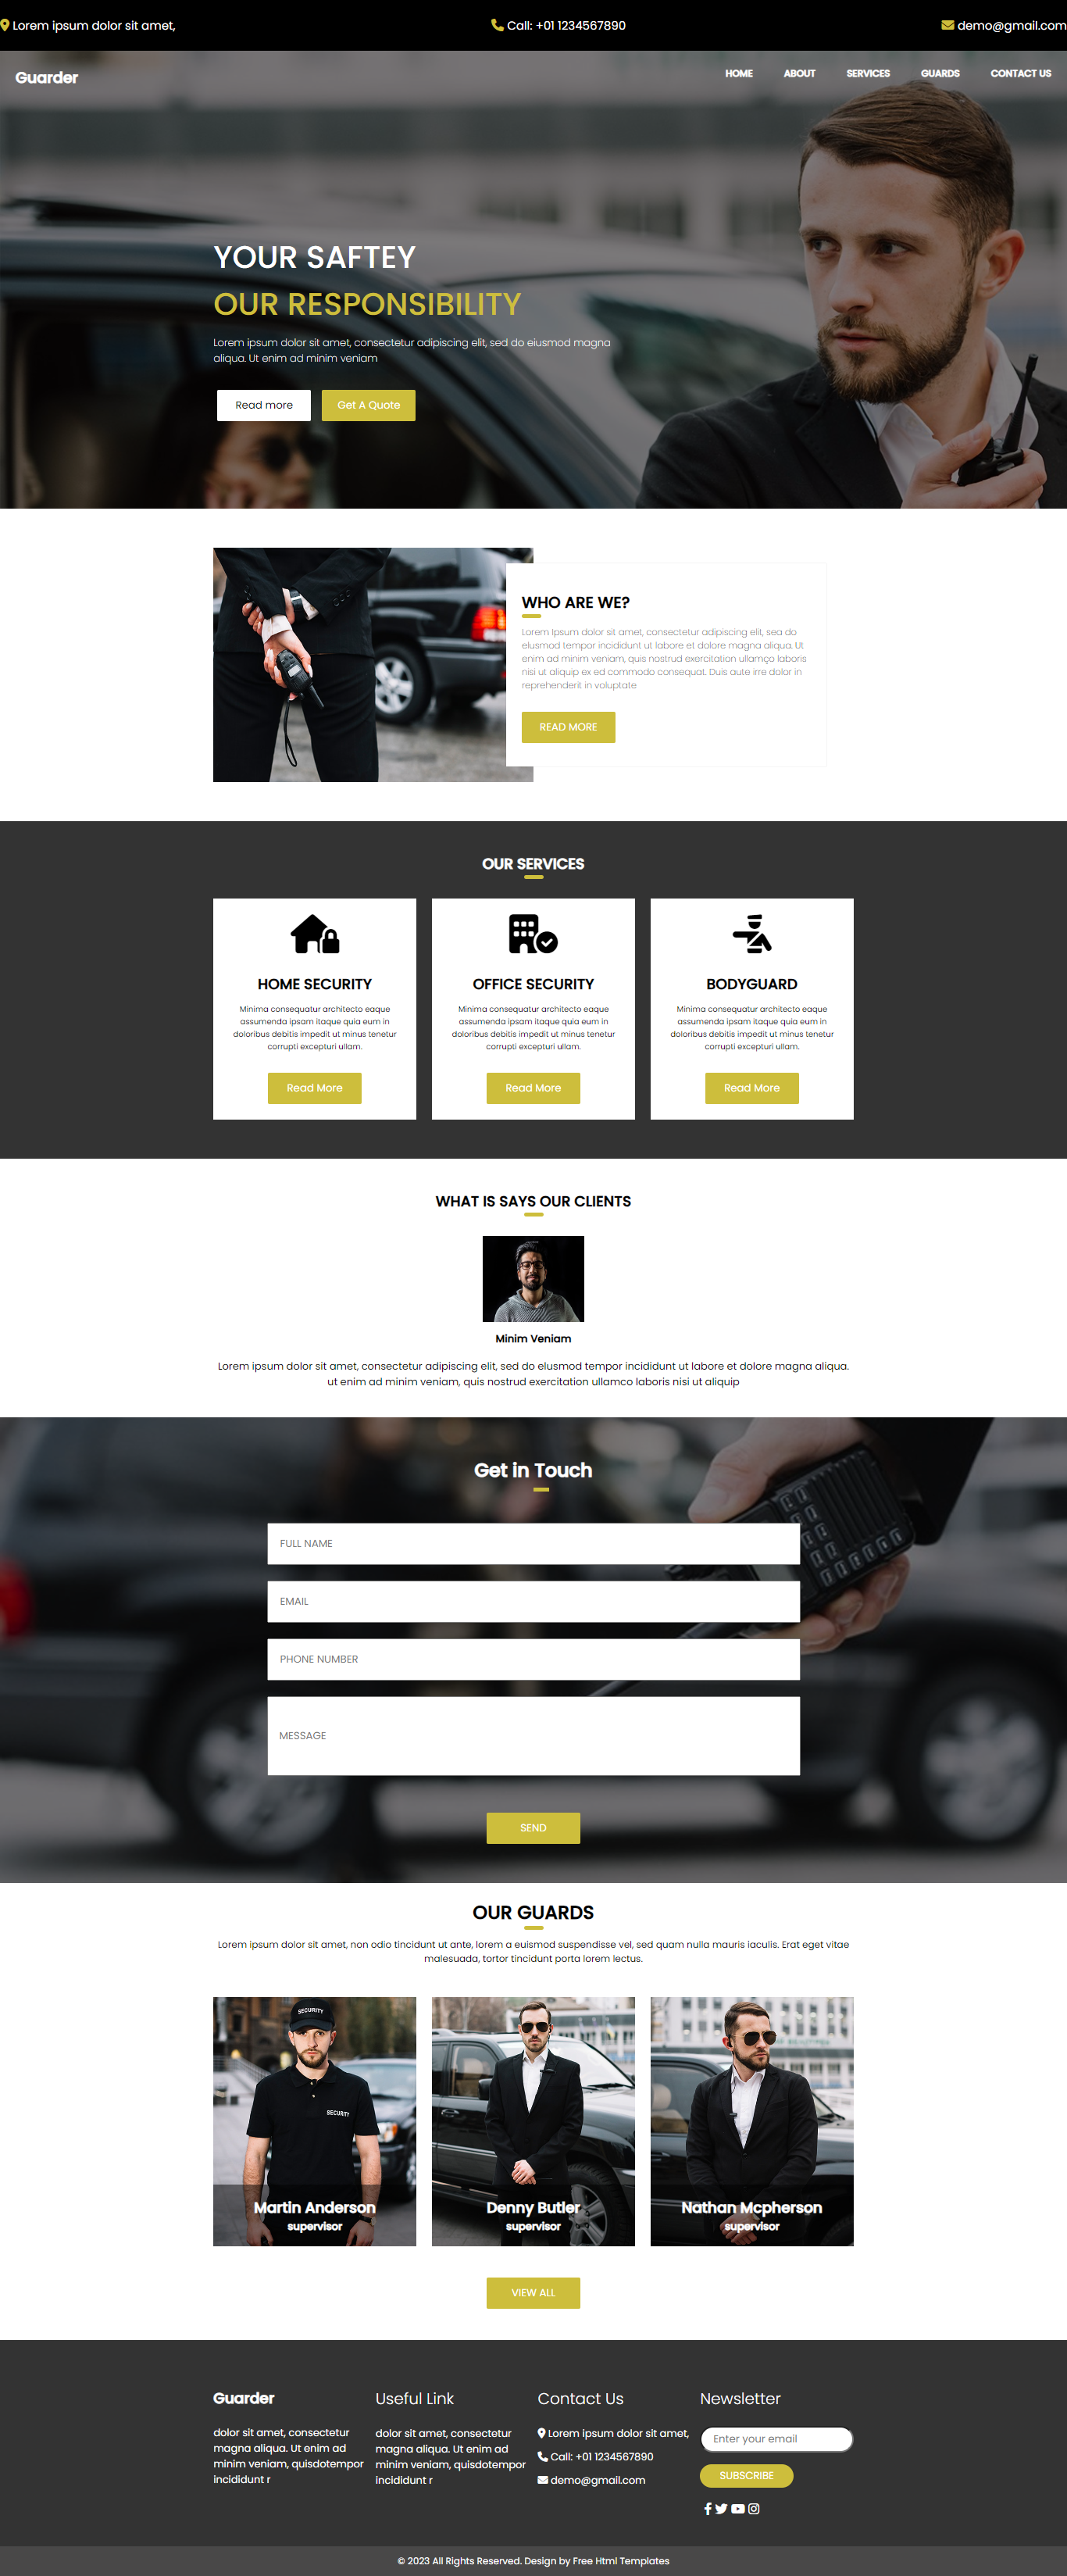 Lorem ipsum dolor sit amet,
Call: +01 1234567890
demo@gmail.com
Guarder
HOME
ABOUT
SERVICES
GUARDS
CONTACT US
YOUR SAFTEY
OUR RESPONSIBILITY
Lorem ipsum dolor sit amet, consectetur adipiscing elit, sed do eiusmod magna
aliqua. Ut enim ad minim veniam
Read more
Get A Quote
WHO ARE WE?
Lorem Ipsum dolor sit amet, consectetur adipiscing elit, sea do
elusmod tempor incididunt ut labore et dolore magna aliqua. Ut
enim ad minim veniam, quis nostrud exercitation ullamço laboris
nisi ut aliquip ex ed commodo consequat. Duis aute irre dolor in
reprehenderit in voluptate
READ MORE
OUR SERVICES
HOME SECURITY
Minima consequatur architecto eaque
assumenda ipsam itaque quia eum in
doloribus debitis impedit ut minus tenetur
corrupti excepturi ullam.
Read More
OFFICE SECURITY
Minima consequatur architecto eaque
assumenda ipsam itaque quia eum in
doloribus debitis impedit ut minus tenetur
corrupti excepturi ullam.
Read More
BODYGUARD
Minima consequatur architecto eaque
assumenda ipsam itaque quia eum in
doloribus debitis impedit ut minus tenetur
corrupti excepturi ullam.
Read More
WHAT IS SAYS OUR CLIENTS
Minim Veniam
Lorem ipsum dolor sit amet, consectetur adipiscing elit, sed do elusmod tempor incididunt ut labore et dolore magna aliqua.
ut enim ad minim veniam, quis nostrud exercitation ullamco laboris nisi ut aliquip
Get in Touch
FULL NAME
EMAIL
PHONE NUMBER
MESSAGE
SEND
OUR GUARDS
Lorem ipsum dolor sit amet, non odio tincidunt ut ante, lorem a euismod suspendisse vel, sed quam nulla mauris iaculis. Erat eget vitae
malesuada, tortor tincidunt porta lorem lectus.
SECURITY
SECURITY
Martin Anderson
supervisor
Denny Butler
supervisor
Nathan Mcpherson
supervisor
VIEW ALL
Guarder
dolor sit amet, consectetur
magna aliqua. Ut enim ad
minim veniam, quisdotempor
incididunt r
Useful Link
dolor sit amet, consectetur
magna aliqua. Ut enim ad
minim veniam, quisdotempor
incididunt r
Contact Us
Lorem ipsum dolor sit amet,
Call: +01 1234567890
demo@gmail.com
Newsletter
Enter your email
SUBSCRIBE
© 2023 All Rights Reserved. Design by Free Html Templates